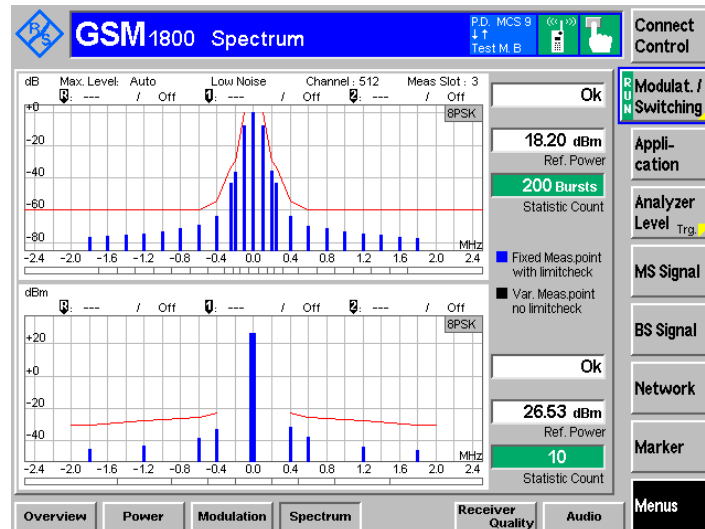 R S
GSM 1800 Spectrum
P.D. MCS 9
Test M. B
Connect Control
dB Max. Level: Auto Low Noise Channel : 512 Meas Slot : 3
R: --- / Off 1: --- / Off 2: --- / Off
8PSK
+0
-20
-40
-60
-80
MHz
-2.4 -2.0 -1.6 -1.2 -0.8 -0.4 0.0 0.4 0.8 1.2 1.6 2.0 2.4
Ok
18.20 dBm
Ref. Power
200 Bursts
Statistic Count
Fixed Meas.point
with limitcheck
Var. Meas.point
no limitcheck
dBm
R: --- / Off 1: --- / Off 2: --- / Off
8PSK
+20
+0
-20
-40
MHz
-2.4 -2.0 -1.6 -1.2 -0.8 -0.4 0.0 0.4 0.8 1.2 1.6 2.0 2.4
Ok
26.53 dBm
Ref. Power
10
Statistic Count
RUN
Modulat. /
Switching
Appli-
cation
Analyzer
Level Trg.
MS Signal
BS Signal
Network
Marker
Menus
Overview Power Modulation Spectrum Receiver Quality Audio